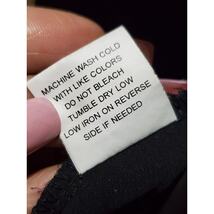 MACHINE WASH COLD
WITH LIKE COLORS
DO NOT BLEACH
TUMBLE DRY LOW
LOW IRON ON REVERSE
SIDE IF NEEDED